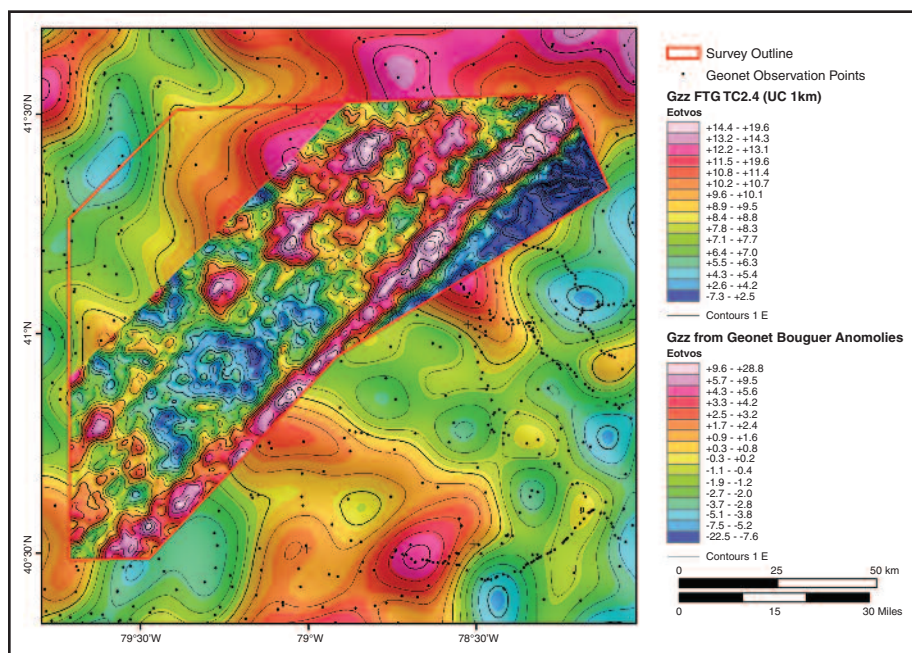 41°30'N
41°N
40°30'N
79°30'W
79°W
78°30'W
Survey Outline
Geonet Observation Points
Gzz FTG TC2.4 (UC 1km)
Eotvos
+14.4 - +19.6
+13.2 - +14.3
+12.2 - +13.1
+11.5 - +19.6
+10.8 - +11.4
+10.2 - +10.7
+9.6 - +10.1
+8.9 - +9.5
+8.4 - +8.8
+7.8 - +8.3
+7.1 - +7.7
+6.4 - +7.0
+5.5 - +6.3
+4.3 - +5.4
+2.6 - +4.2
-7.3 - +2.5
Contours 1 E
Gzz from Geonet Bouguer Anomolies
Eotvos
+9.6 - +28.8
+5.7 - +9.5
+4.3 - +5.6
+3.3 - +4.2
+2.5 - +3.2
+1.7 - +2.4
+0.9 - +1.6
+0.3 - +0.8
-0.3 - +0.2
-1.1 - -0.4
-1.9 - -1.2
-2.7 - -2.0
-3.7 - -2.8
-5.1 - -3.8
-7.5 - -5.2
-22.5 - -7.6
Contours 1 E
0 25 50 km
0 15 30 Miles